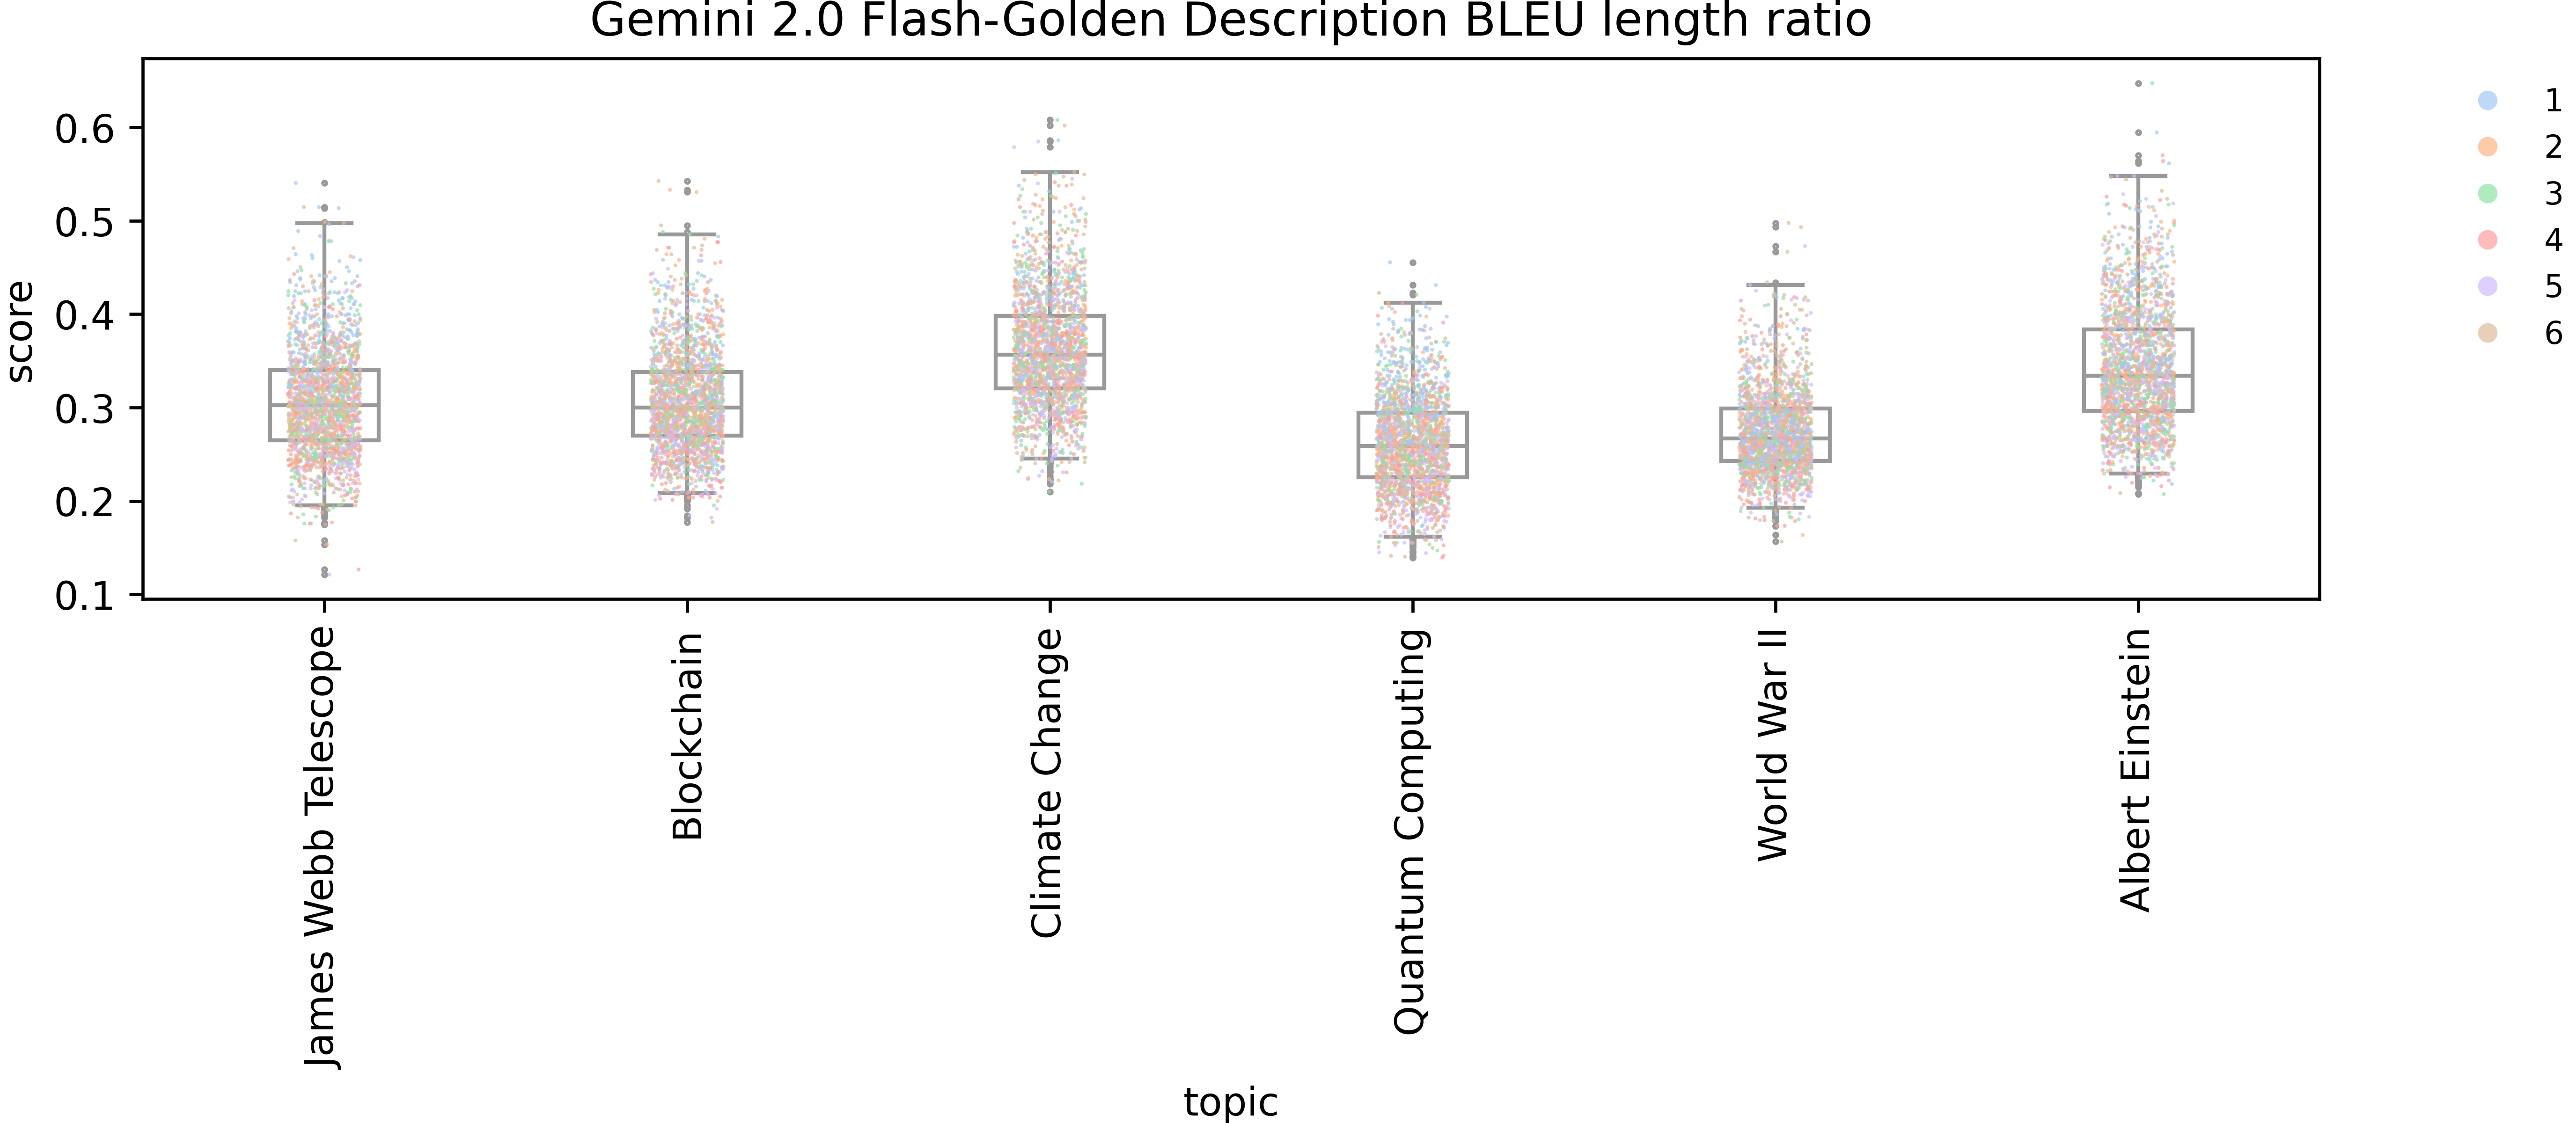 Gemini 2.0 Flash-Golden Description BLEU length ratio
score
0.6
0.5
0.4
0.3
0.2
0.1
James Webb Telescope
Blockchain
Climate Change
Quantum Computing
World War II
Albert Einstein
topic
1
2
3
4
5
6